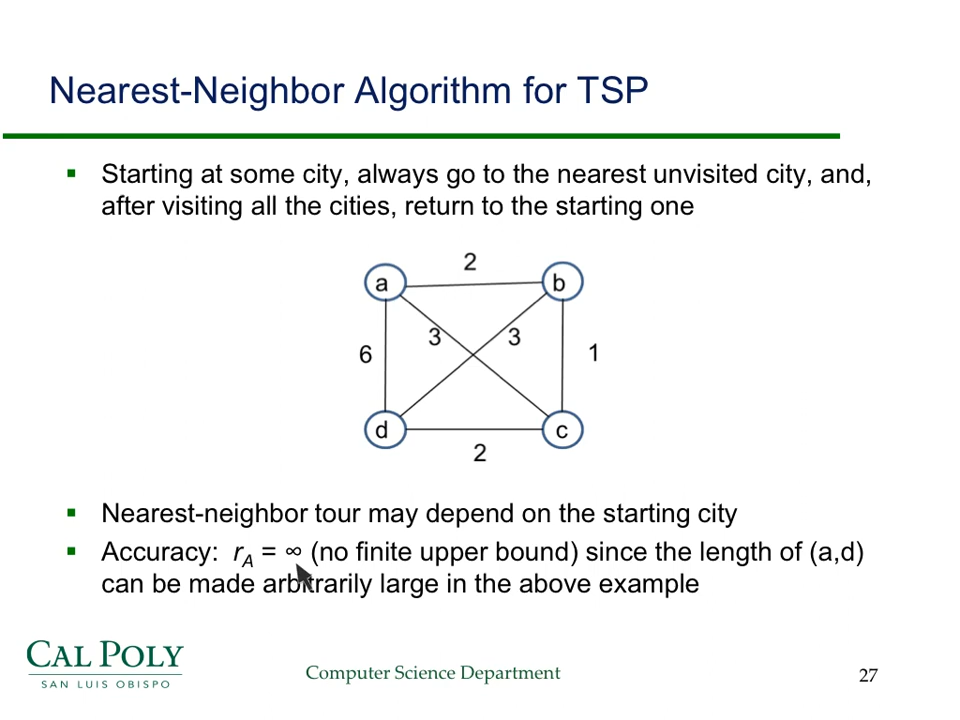 Nearest-Neighbor Algorithm for TSP
Starting at some city, always go to the nearest unvisited city, and,
after visiting all the cities, return to the starting one
2
a
b
3
3
6
1
d
c
2
Nearest-neighbor tour may depend on the starting city
Accuracy: rA = ∞ (no finite upper bound) since the length of (a,d)
can be made arbitrarily large in the above example
CAL POLY
SAN LUIS OBISPO
Computer Science Department
27